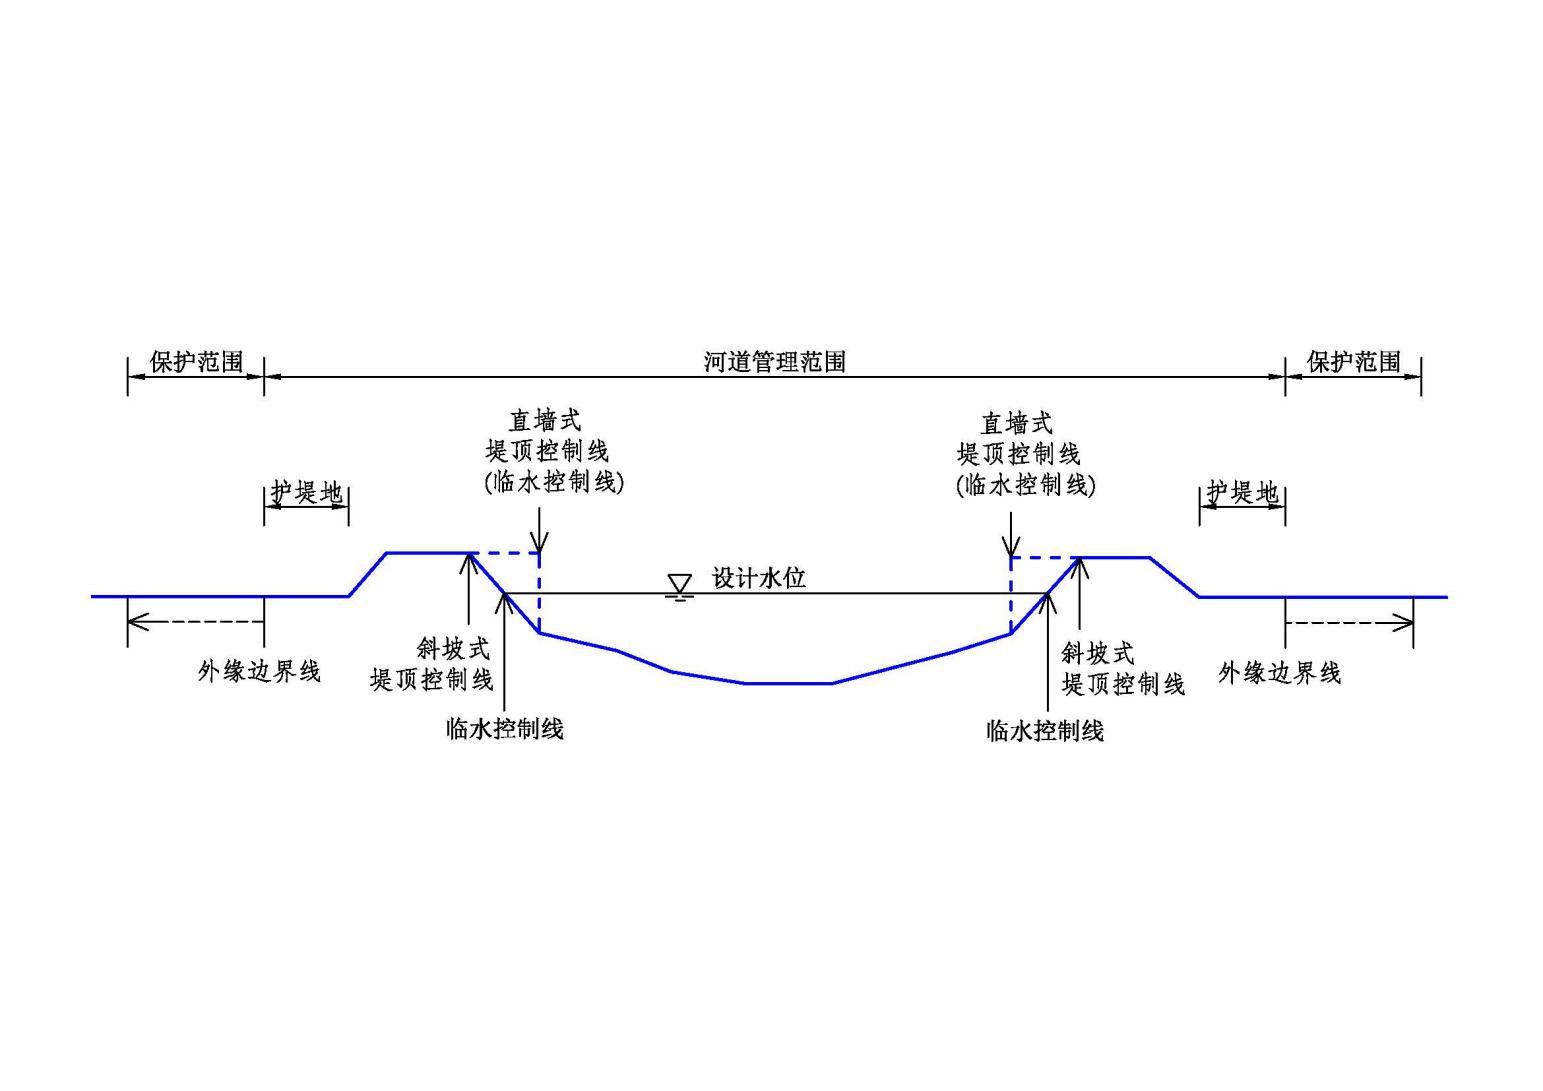 保护范围
河道管理范围
保护范围
直墙式
堤顶控制线
(临水控制线)
直墙式
堤顶控制线
(临水控制线)
护堤地
护堤地
设计水位
斜坡式
堤顶控制线
斜坡式
堤顶控制线
外缘边界线
外缘边界线
临水控制线
临水控制线